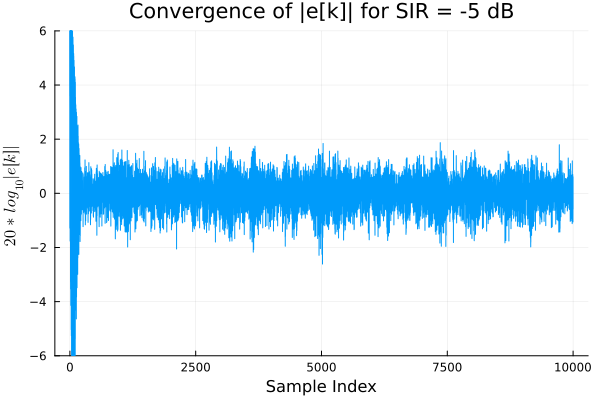 Convergence of |e[k]| for SIR = -5 dB
20 * log₁₀|e[k]|
6
4
2
0
−2
−4
−6
0 2500 5000 7500 10000
Sample Index